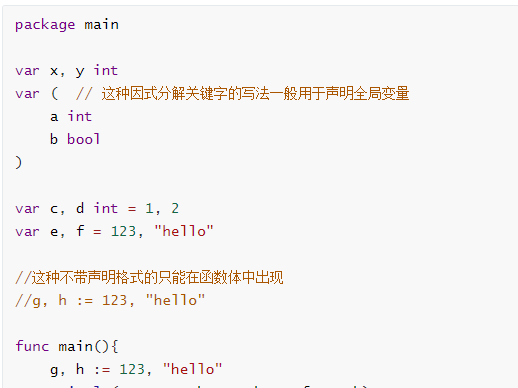 package main
var x, y int
var (  // 这种因式分解关键字的写法一般用于声明全局变量
    a int
    b bool
)
var c, d int = 1, 2
var e, f = 123, "hello"
//这种不带声明格式的只能在函数体中出现
//g, h := 123, "hello"
func main(){
    g, h := 123, "hello"